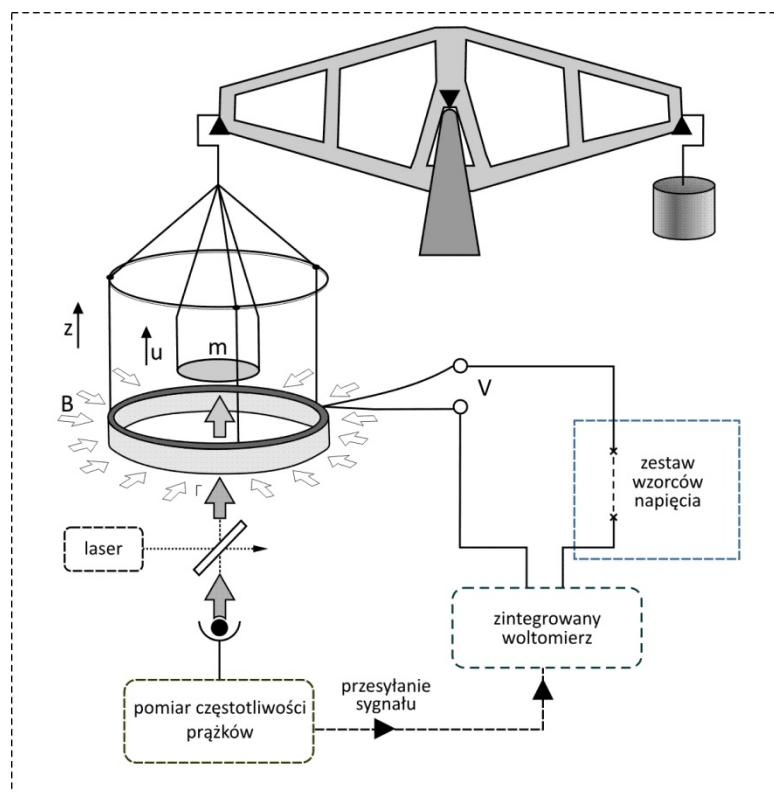 z
u
m
B
V
r
zestaw
wzorców
napięcia
laser
zintegrowany
woltomierz
przesyłanie
sygnału
pomiar częstotliwości
prążków